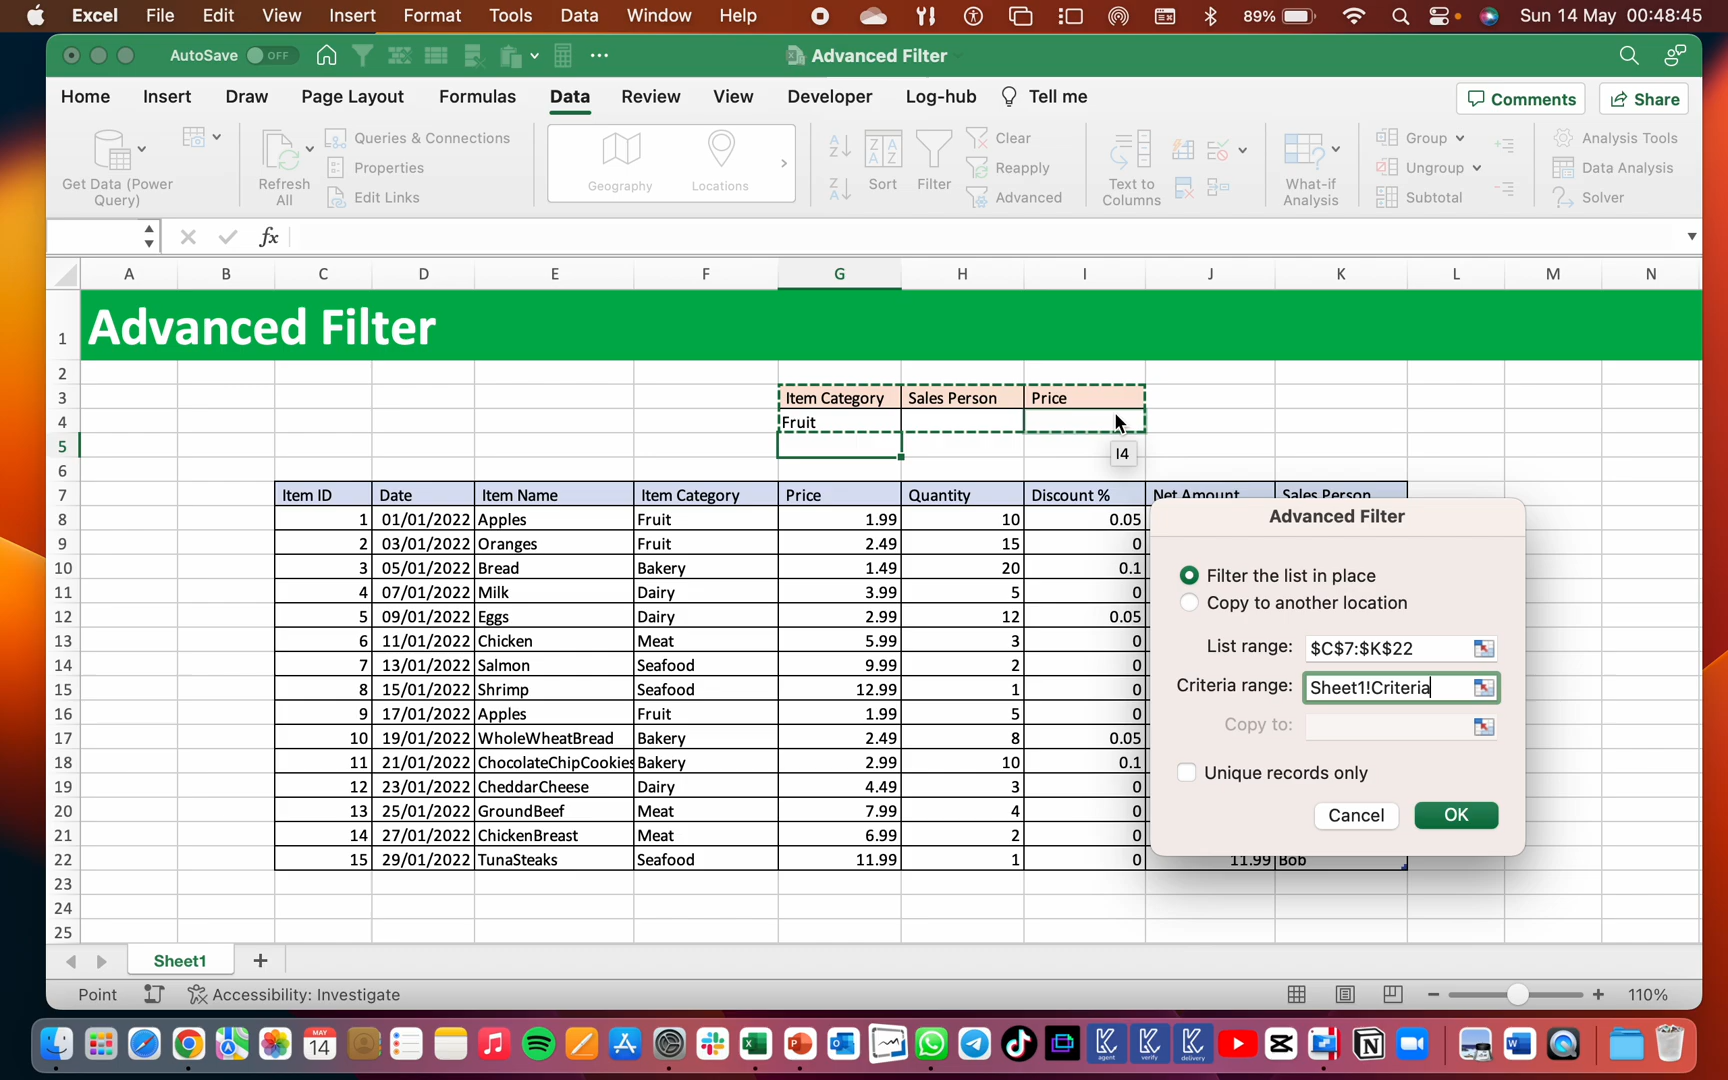 Excel File Edit View Insert Format Tools Data Window Help 89% Sun 14 May 00:48:45
AutoSave OFF Advanced Filter
Home Insert Draw Page Layout Formulas Data Review View Developer Log-hub Tell me Comments Share
Get Data (Power Query)
Refresh All
Queries & Connections
Properties
Edit Links
Geography Locations
Sort Filter
Clear
Reapply
Advanced
Text to Columns
What-if Analysis
Group
Ungroup
Subtotal
Analysis Tools
Data Analysis
Solver
fx
A B C D E F G H I J K L M N
1 Advanced Filter
2
3 Item Category Sales Person Price
4 Fruit
5 I4
6
7 Item ID Date Item Name Item Category Price Quantity Discount % Net Amount Sales Person
8 1 01/01/2022 Apples Fruit 1.99 10 0.05
9 2 03/01/2022 Oranges Fruit 2.49 15 0
10 3 05/01/2022 Bread Bakery 1.49 20 0.1
11 4 07/01/2022 Milk Dairy 3.99 5 0
12 5 09/01/2022 Eggs Dairy 2.99 12 0.05
13 6 11/01/2022 Chicken Meat 5.99 3 0
14 7 13/01/2022 Salmon Seafood 9.99 2 0
15 8 15/01/2022 Shrimp Seafood 12.99 1 0
16 9 17/01/2022 Apples Fruit 1.99 5 0
17 10 19/01/2022 WholeWheatBread Bakery 2.49 8 0.05
18 11 21/01/2022 ChocolateChipCookies Bakery 2.99 10 0.1
19 12 23/01/2022 CheddarCheese Dairy 4.49 3 0
20 13 25/01/2022 GroundBeef Meat 7.99 4 0
21 14 27/01/2022 ChickenBreast Meat 6.99 2 0
22 15 29/01/2022 TunaSteaks Seafood 11.99 1 0 11.99 Bob
23
24
25
Advanced Filter
Filter the list in place
Copy to another location
List range: $C$7:$K$22
Criteria range: Sheet1!Criteria
Copy to:
Unique records only
Cancel OK
Sheet1 +
Point Accessibility: Investigate 110%
MAY
14
agent verify delivery